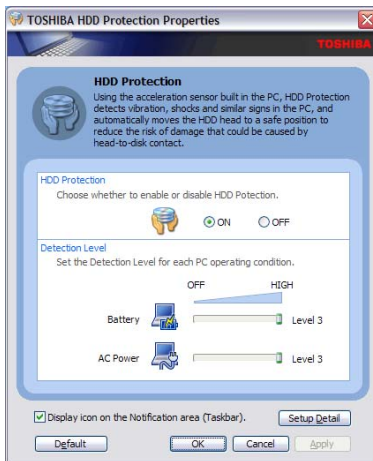 TOSHIBA HDD Protection Properties
TOSHIBA
HDD Protection
Using the acceleration sensor built in the PC, HDD Protection
detects vibration, shocks and similar signs in the PC, and
automatically moves the HDD head to a safe position to
reduce the risk of damage that could be caused by
head-to-disk contact.
HDD Protection
Choose whether to enable or disable HDD Potection.
ON OFF
Detection Level
Set the Detection Level for each PC operating condition.
OFF HIGH
Battery Level 3
AC Power Level 3
Display icon on the Notification area (Taskbar). Setup Detail
Default OK Cancel Apply